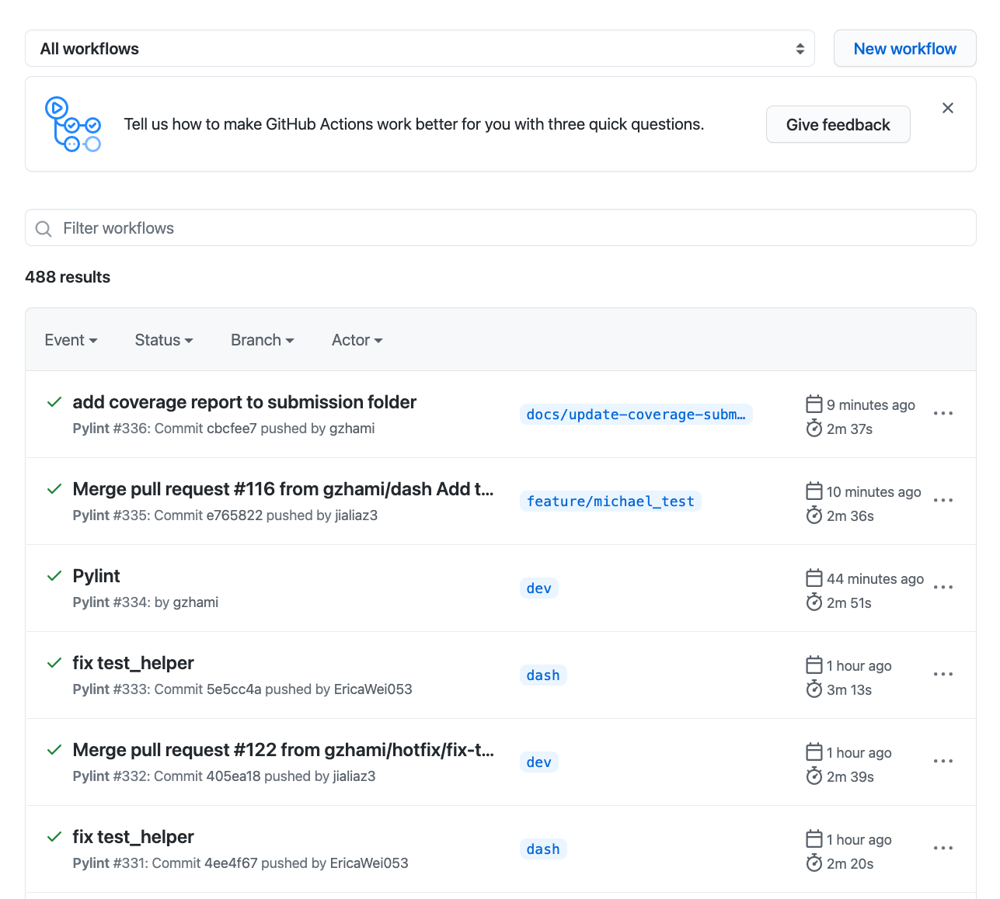 All workflows
New workflow
Tell us how to make GitHub Actions work better for you with three quick questions.
Give feedback
Filter workflows
488 results
Event Status Branch Actor
add coverage report to submission folder
Pylint #336: Commit cbcfee7 pushed by gzhami
docs/update-coverage-subm…
9 minutes ago
2m 37s
Merge pull request #116 from gzhami/dash Add t…
Pylint #335: Commit e765822 pushed by jialiaz3
feature/michael_test
10 minutes ago
2m 36s
Pylint
Pylint #334: by gzhami
dev
44 minutes ago
2m 51s
fix test_helper
Pylint #333: Commit 5e5cc4a pushed by EricaWei053
dash
1 hour ago
3m 13s
Merge pull request #122 from gzhami/hotfix/fix-t…
Pylint #332: Commit 405ea18 pushed by jialiaz3
dev
1 hour ago
2m 39s
fix test_helper
Pylint #331: Commit 4ee4f67 pushed by EricaWei053
dash
1 hour ago
2m 20s